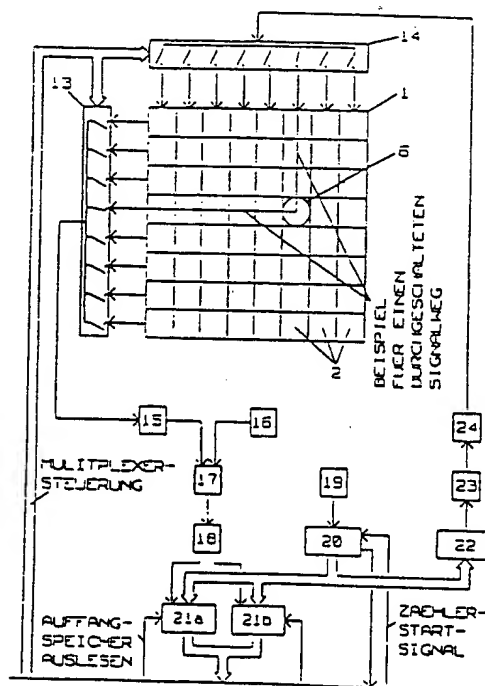 14
13
1
8
2
BEISPIEL
FUER EINEN
DURCHGESCHALTETEN
SIGNALWEG
15
16
24
MULITPLEXER-
STEUERUNG
17
19
23
18
20
22
AUFFANG-
SPEICHER
AUSLESEN
21a
21b
ZAEHLER-
START-
SIGNAL